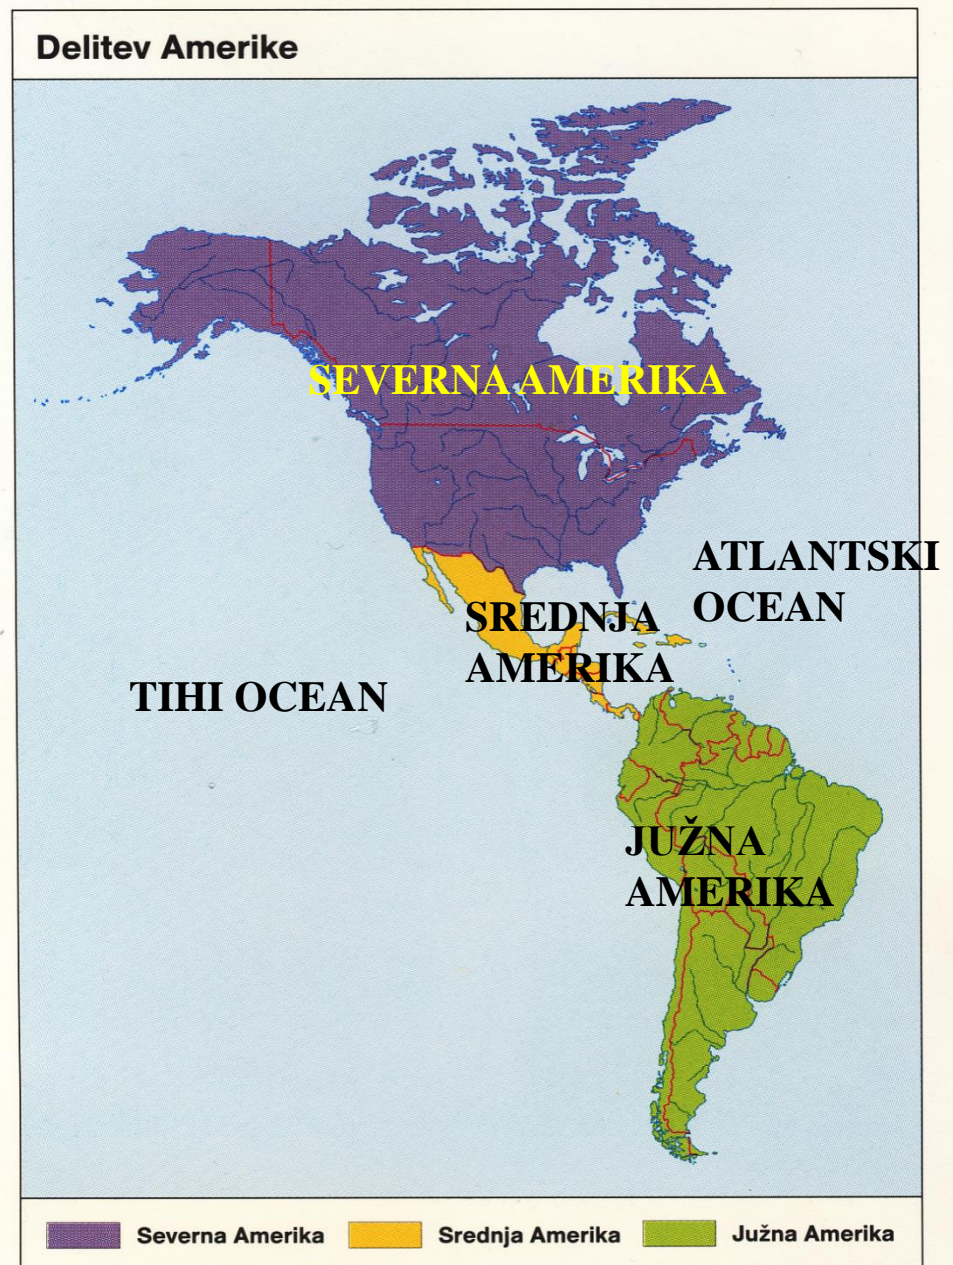 Delitev Amerike
SEVERNA AMERIKA
ATLANTSKI
OCEAN
SREDNJA
AMERIKA
TIHI OCEAN
JUŽNA
AMERIKA
Severna Amerika
Srednja Amerika
Južna Amerika